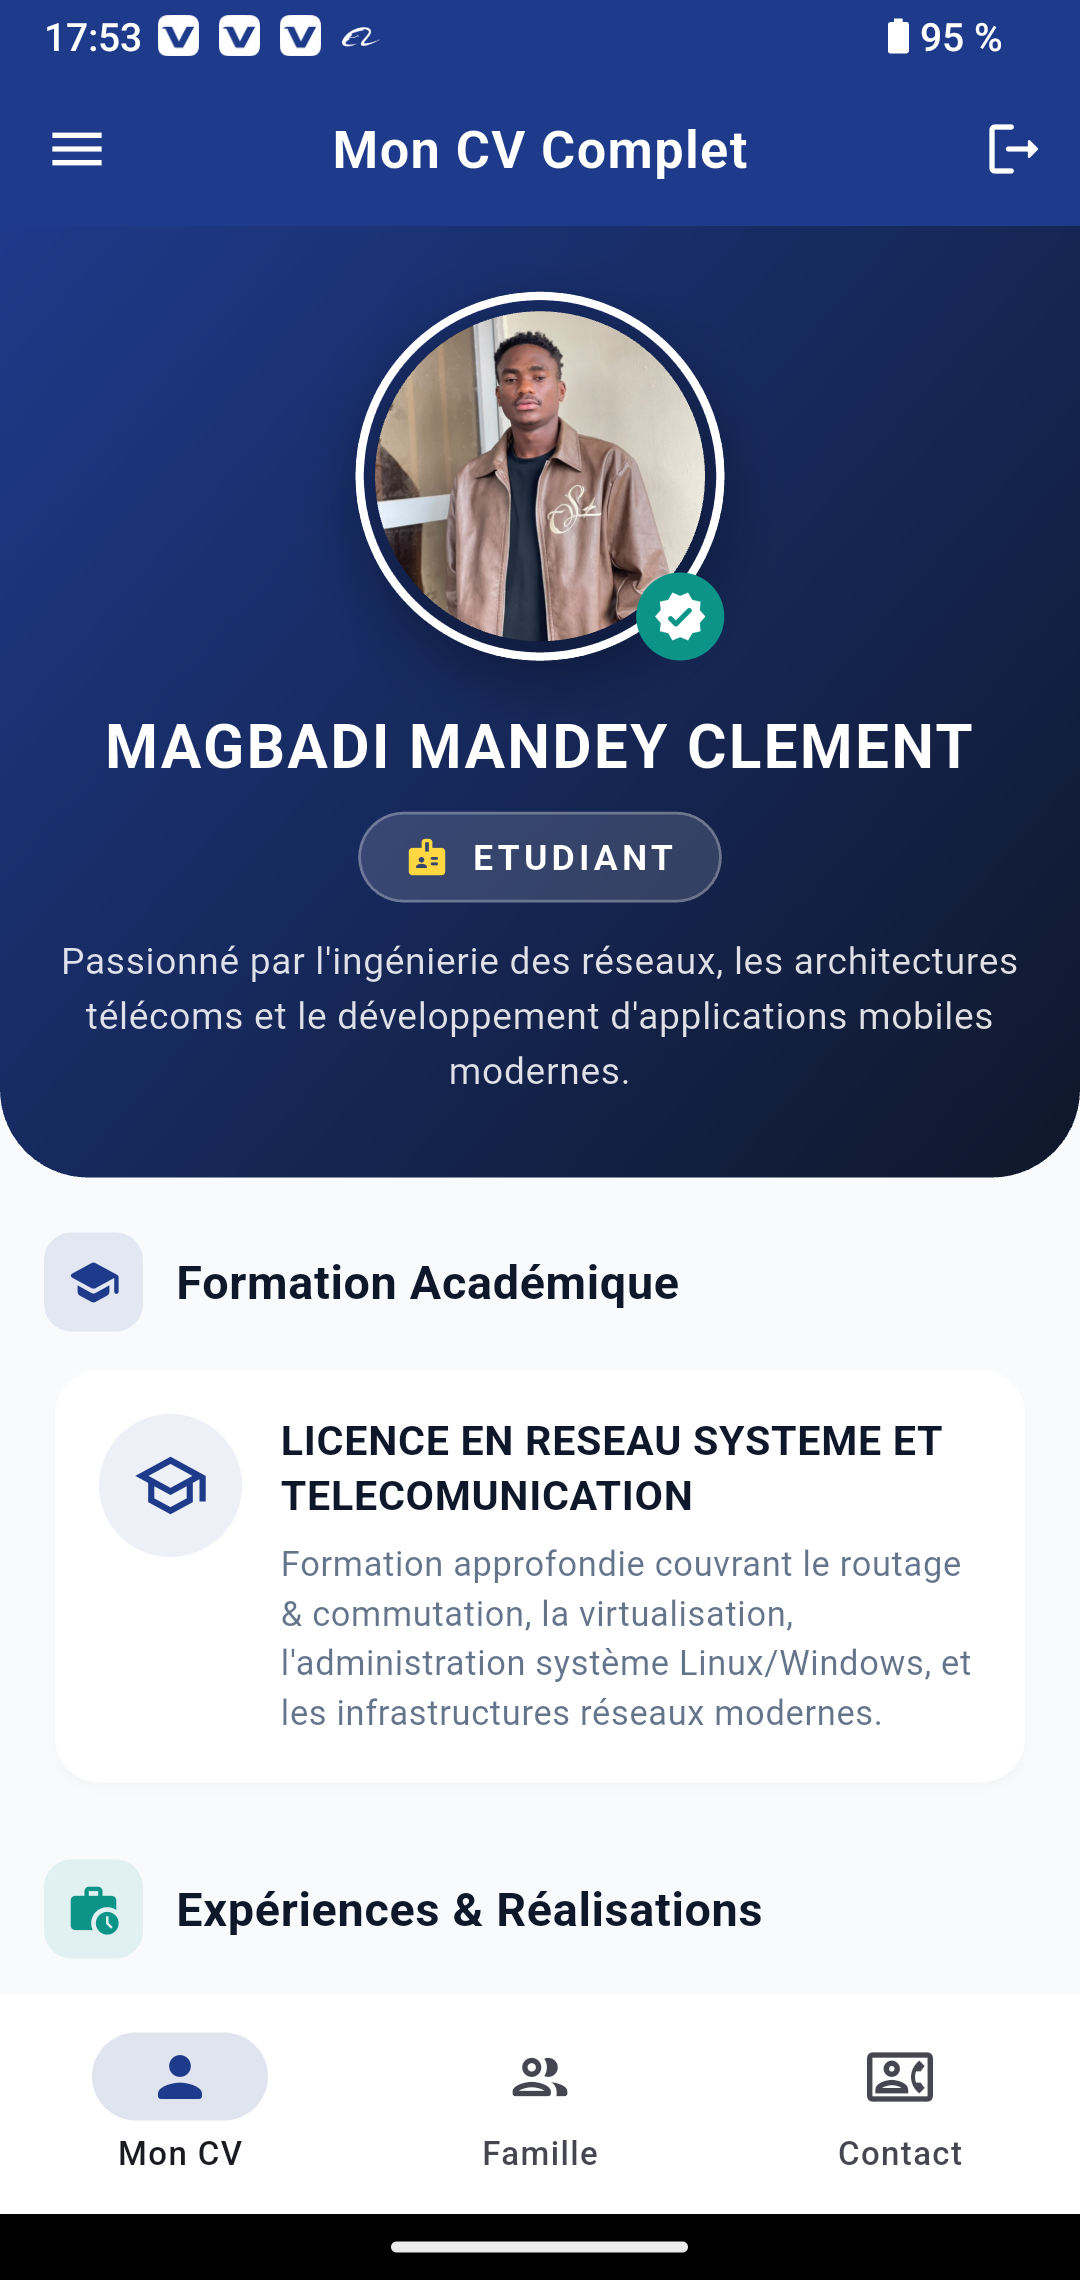 17:53
95 %
Mon CV Complet
MAGBADI MANDEY CLEMENT
ETUDIANT
Passionné par l'ingénierie des réseaux, les architectures
télécoms et le développement d'applications mobiles
modernes.
Formation Académique
LICENCE EN RESEAU SYSTEME ET
TELECOMUNICATION
Formation approfondie couvrant le routage
& commutation, la virtualisation,
l'administration système Linux/Windows, et
les infrastructures réseaux modernes.
Expériences & Réalisations
Mon CV
Famille
Contact